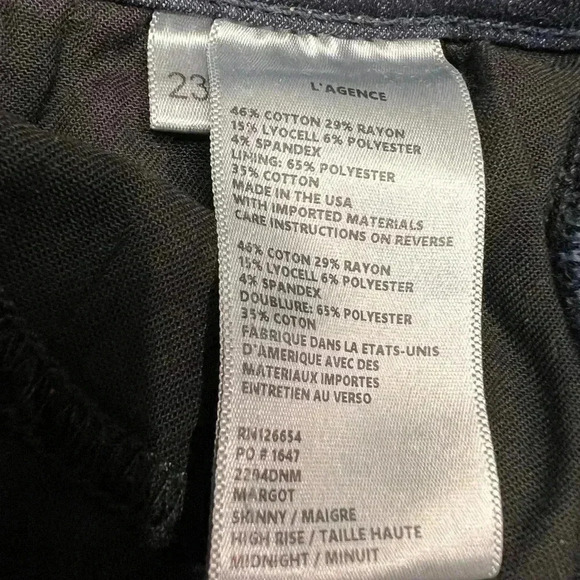 23
L'AGENCE
46% COTTON 29% RAYON
15% LYOCELL 6% POLYESTER
4% SPANDEX
LINING: 65% POLYESTER
35% COTTON
MADE IN THE USA
WITH IMPORTED MATERIALS
CARE INSTRUCTIONS ON REVERSE
46% COTON 29% RAYON
15% LYOCELL 6% POLYESTER
4% SPANDEX
DOUBLURE: 65% POLYESTER
35% COTON
FABRIQUE DANS LA ETATS-UNIS
D'AMERIQUE AVEC DES
MATERIAUX IMPORTES
ENTRETIEN AU VERSO
RN126654
PO # 1647
2294DNM
MARGOT
SKINNY / MAIGRE
HIGH RISE / TAILLE HAUTE
MIDNIGHT / MINUIT